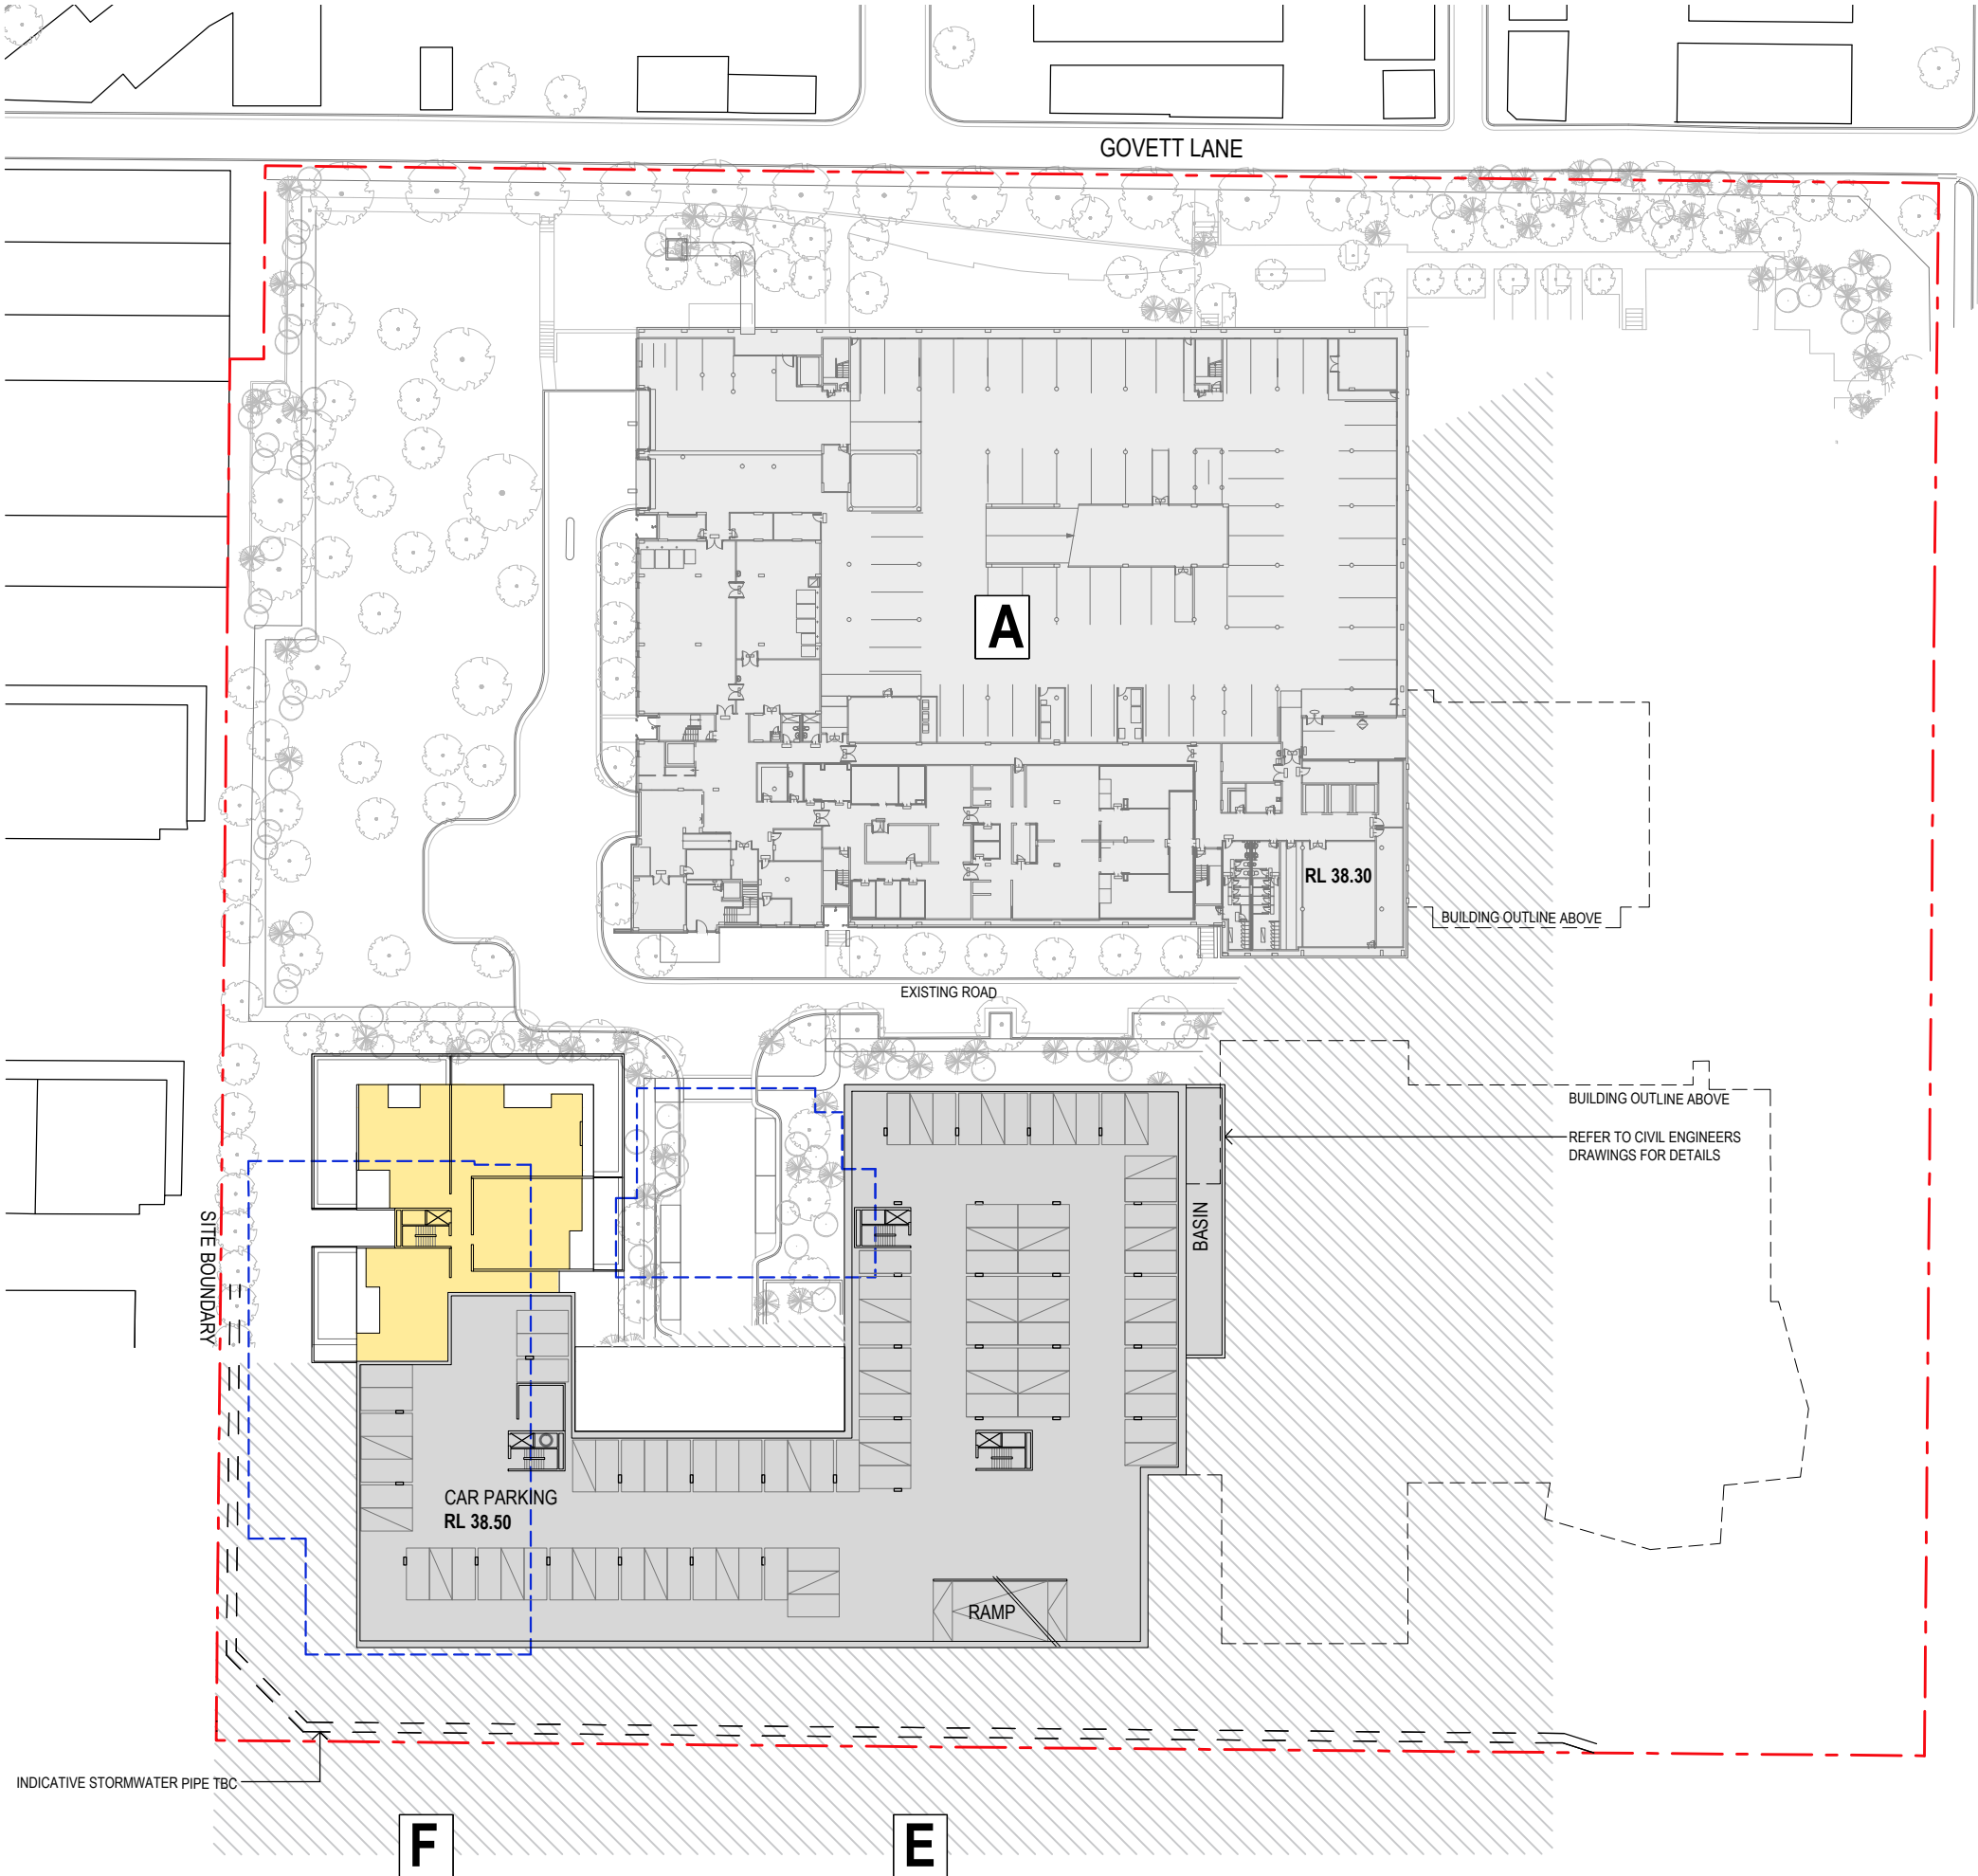 GOVETT LANE
A
RL 38.30
BUILDING OUTLINE ABOVE
EXISTING ROAD
BUILDING OUTLINE ABOVE
REFER TO CIVIL ENGINEERS
DRAWINGS FOR DETAILS
BASIN
SITE BOUNDARY
CAR PARKING
RL 38.50
RAMP
INDICATIVE STORMWATER PIPE TBC
F
E